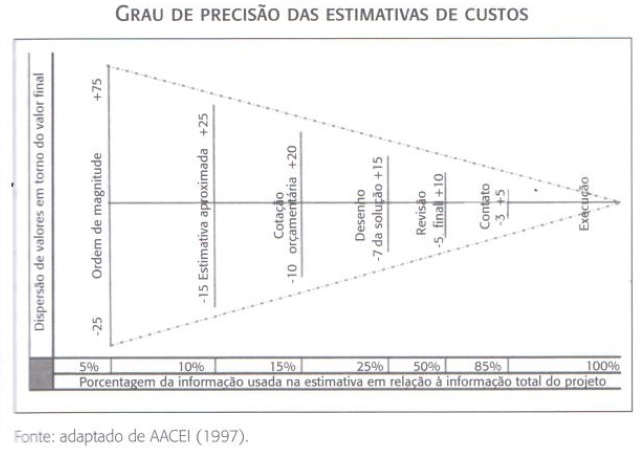 GRAU DE PRECISÃO DAS ESTIMATIVAS DE CUSTOS
Dispersão de valores em torno do valor final
-25 Ordem de magnitude +75
-15 Estimativa aproximada +25
Cotação
-10 orçamentária +20
Desenho
-7 da solução +15
Revisão
-5 final +10
Contato
-3 +5
Execução
5% 10% 15% 25% 50% 85% 100%
Porcentagem da informação usada na estimativa em relação à informação total do projeto
Fonte: adaptado de AACEI (1997).